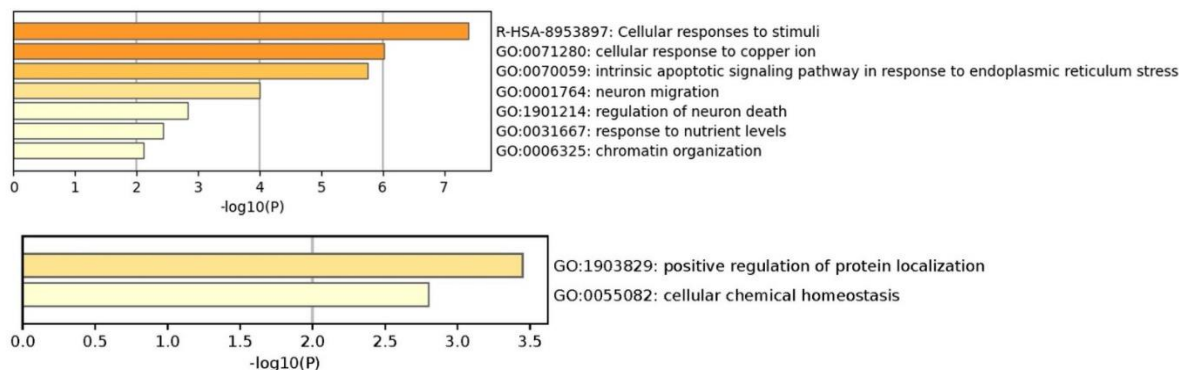 R-HSA-8953897: Cellular responses to stimuli
GO:0071280: cellular response to copper ion
GO:0070059: intrinsic apoptotic signaling pathway in response to endoplasmic reticulum stress
GO:0001764: neuron migration
GO:1901214: regulation of neuron death
GO:0031667: response to nutrient levels
GO:0006325: chromatin organization
0 1 2 3 4 5 6 7
-log10(P)
GO:1903829: positive regulation of protein localization
GO:0055082: cellular chemical homeostasis
0.0 0.5 1.0 1.5 2.0 2.5 3.0 3.5
-log10(P)